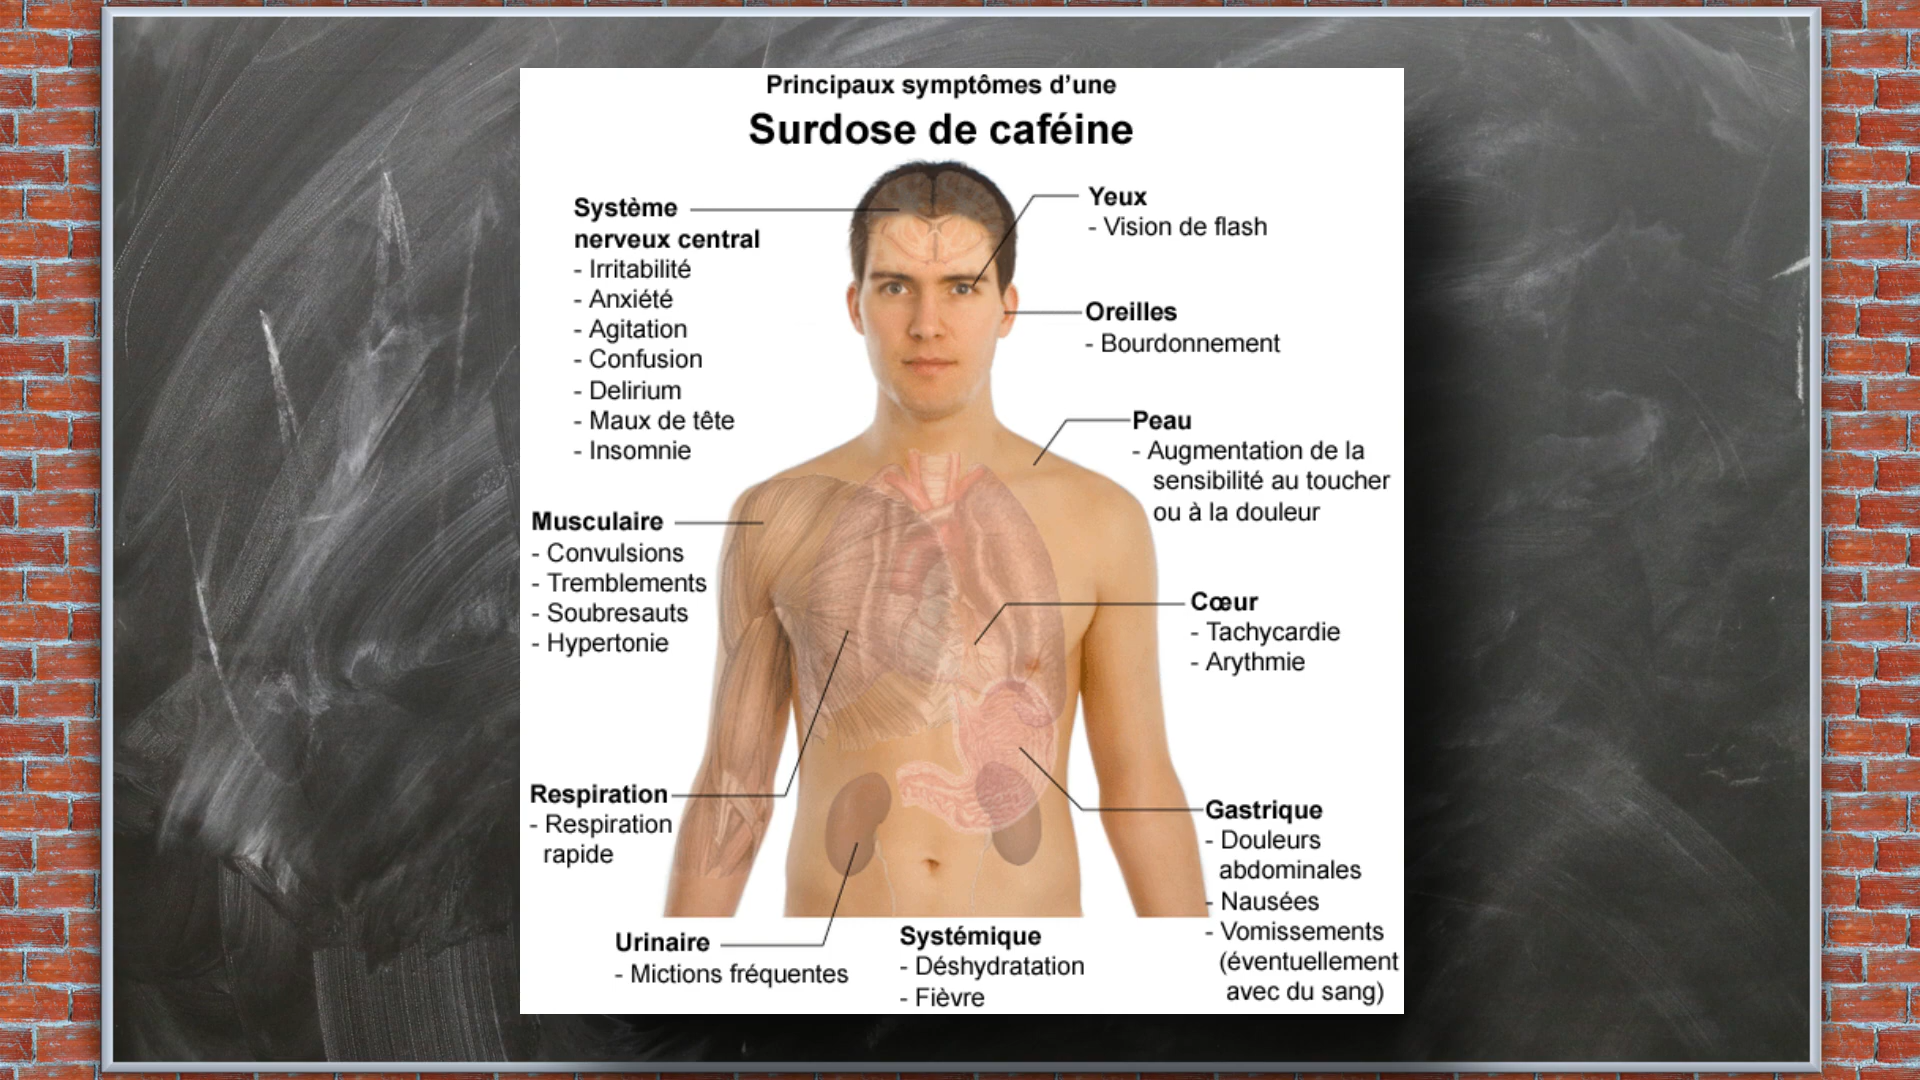 Principaux symptômes d’une
Surdose de caféine
Système
nerveux central
- Irritabilité
- Anxiété
- Agitation
- Confusion
- Delirium
- Maux de tête
- Insomnie
Musculaire
- Convulsions
- Tremblements
- Soubresauts
- Hypertonie
Respiration
- Respiration
rapide
Urinaire
- Mictions fréquentes
Systémique
- Déshydratation
- Fièvre
Yeux
- Vision de flash
Oreilles
- Bourdonnement
Peau
- Augmentation de la
sensibilité au toucher
ou à la douleur
Cœur
- Tachycardie
- Arythmie
Gastrique
- Douleurs
abdominales
- Nausées
- Vomissements
(éventuellement
avec du sang)